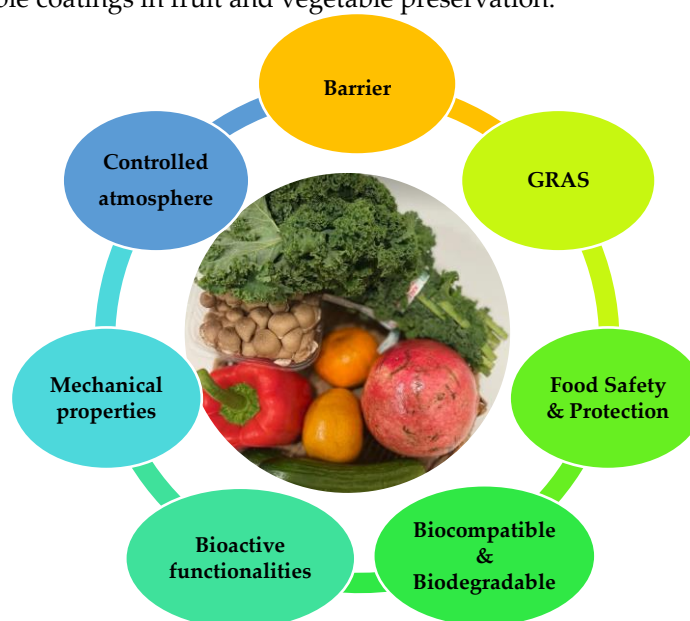 ble coatings in fruit and vegetable preservation.
Barrier
GRAS
Food Safety
& Protection
Biocompatible
&
Biodegradable
Bioactive
functionalities
Mechanical
properties
Controlled
atmosphere